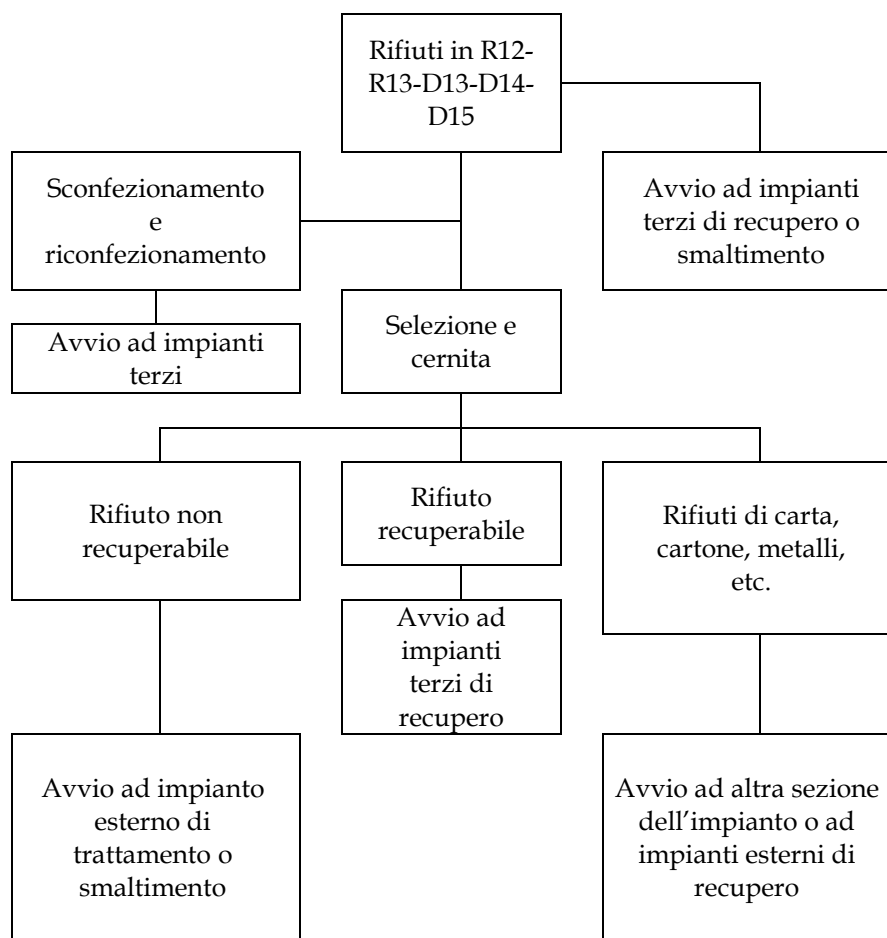 Rifiuti in R12-
R13-D13-D14-
D15
Sconfezionamento
e
riconfezionamento
Avvio ad impianti
terzi di recupero o
smaltimento
Avvio ad impianti
terzi
Selezione e
cernita
Rifiuto non
recuperabile
Rifiuto
recuperabile
Rifiuti di carta,
cartone, metalli,
etc.
Avvio ad
impianti
terzi di
recupero
Avvio ad impianto
esterno di
trattamento o
smaltimento
Avvio ad altra sezione
dell’impianto o ad
impianti esterni di
recupero